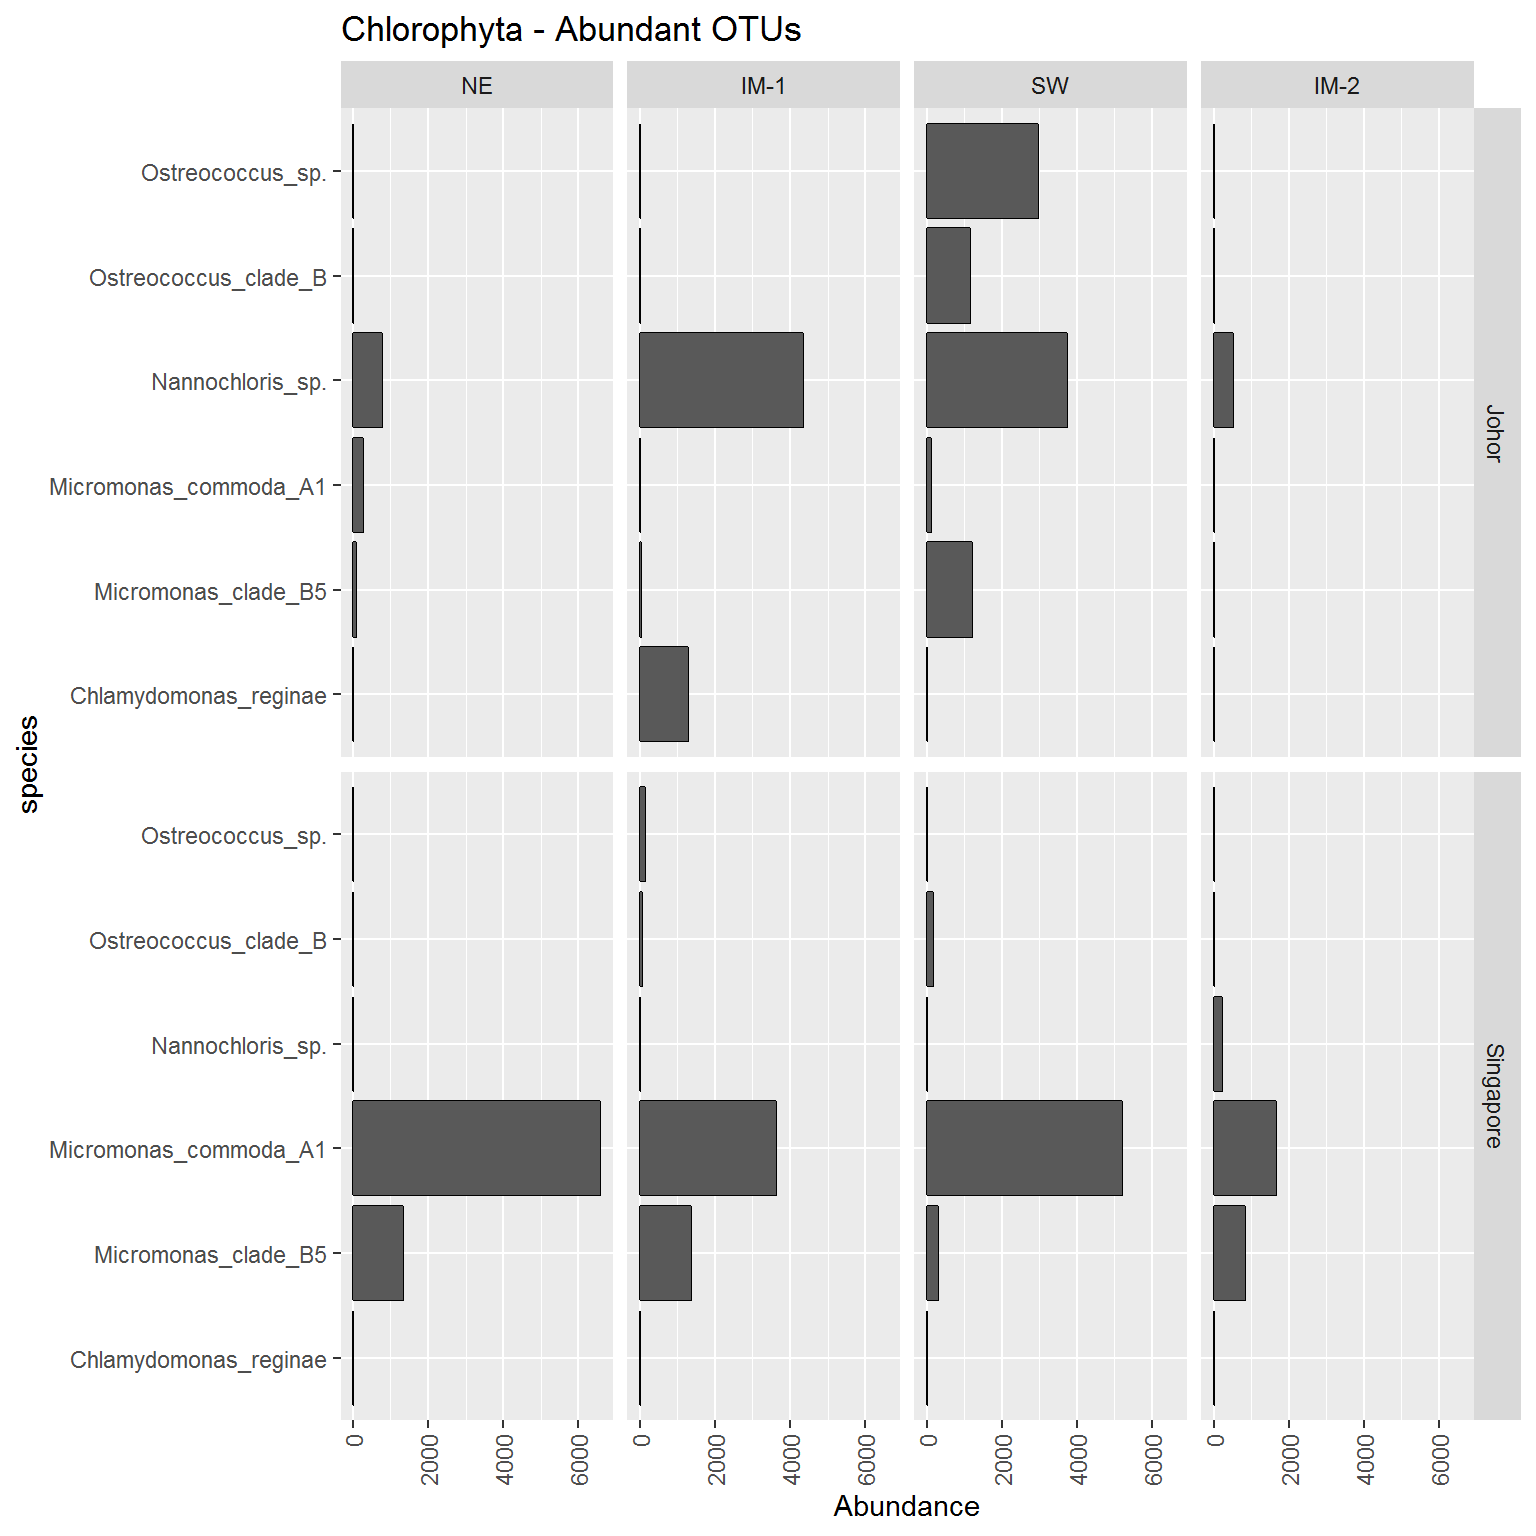 Chlorophyta - Abundant OTUs
NE IM-1 SW IM-2
Ostreococcus_sp.
Ostreococcus_clade_B
Nannochloris_sp.
Micromonas_commoda_A1
Micromonas_clade_B5
Chlamydomonas_reginae
Johor
species
Ostreococcus_sp.
Ostreococcus_clade_B
Nannochloris_sp.
Micromonas_commoda_A1
Micromonas_clade_B5
Chlamydomonas_reginae
Singapore
0 2000 4000 6000 0 2000 4000 6000 0 2000 4000 6000 0 2000 4000 6000
Abundance